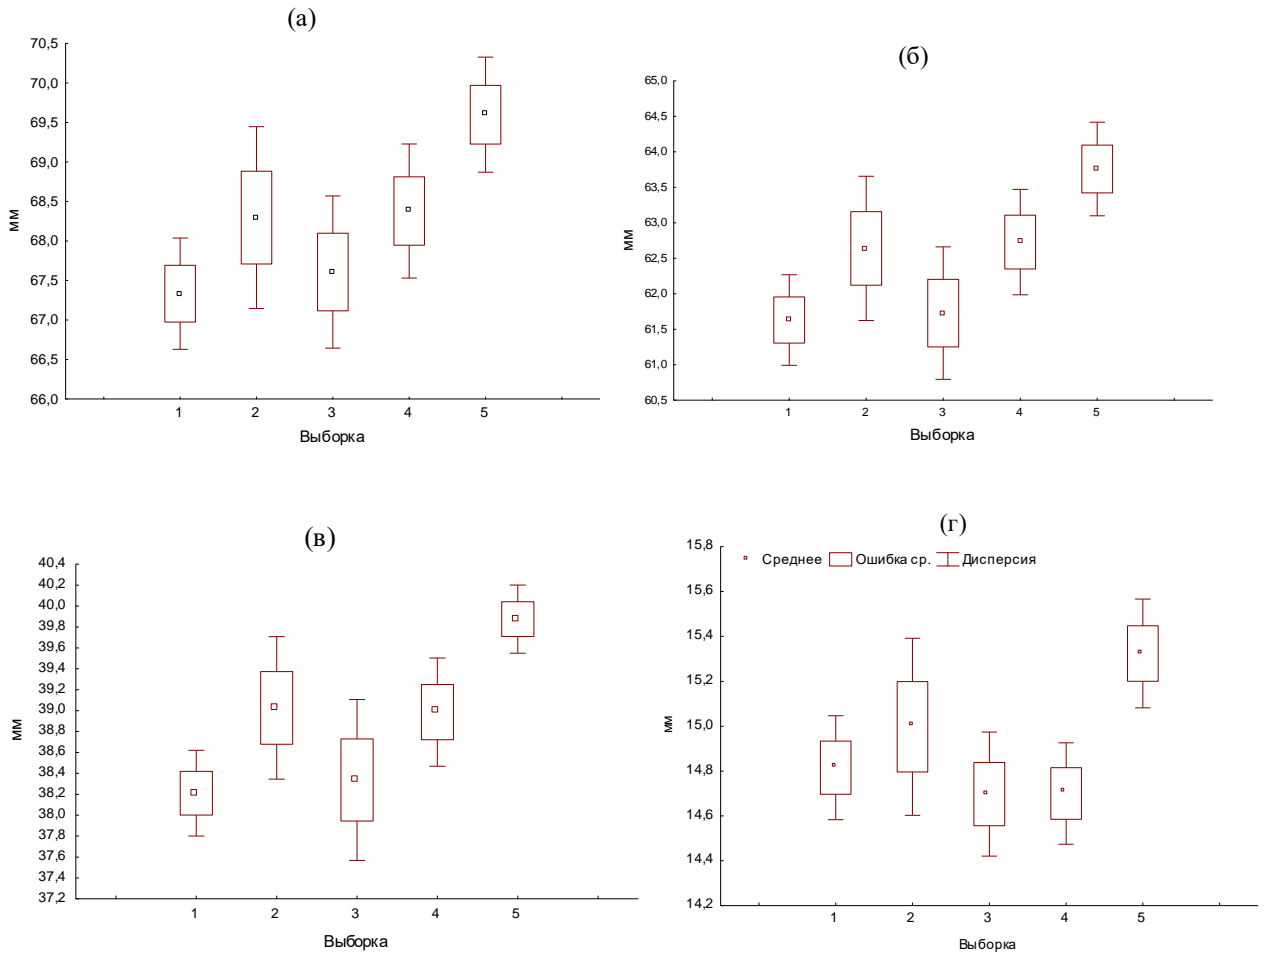 (а)
70,5
70,0
69,5
69,0
68,5
68,0
67,5
67,0
66,5
66,0
мм
1 2 3 4 5
Выборка
(б)
65,0
64,5
64,0
63,5
63,0
62,5
62,0
61,5
61,0
60,5
мм
1 2 3 4 5
Выборка
(в)
40,4
40,2
40,0
39,8
39,6
39,4
39,2
39,0
38,8
38,6
38,4
38,2
38,0
37,8
37,6
37,4
37,2
мм
1 2 3 4 5
Выборка
(г)
Среднее Ошибка ср. Дисперсия
15,8
15,6
15,4
15,2
15,0
14,8
14,6
14,4
14,2
мм
1 2 3 4 5
Выборка